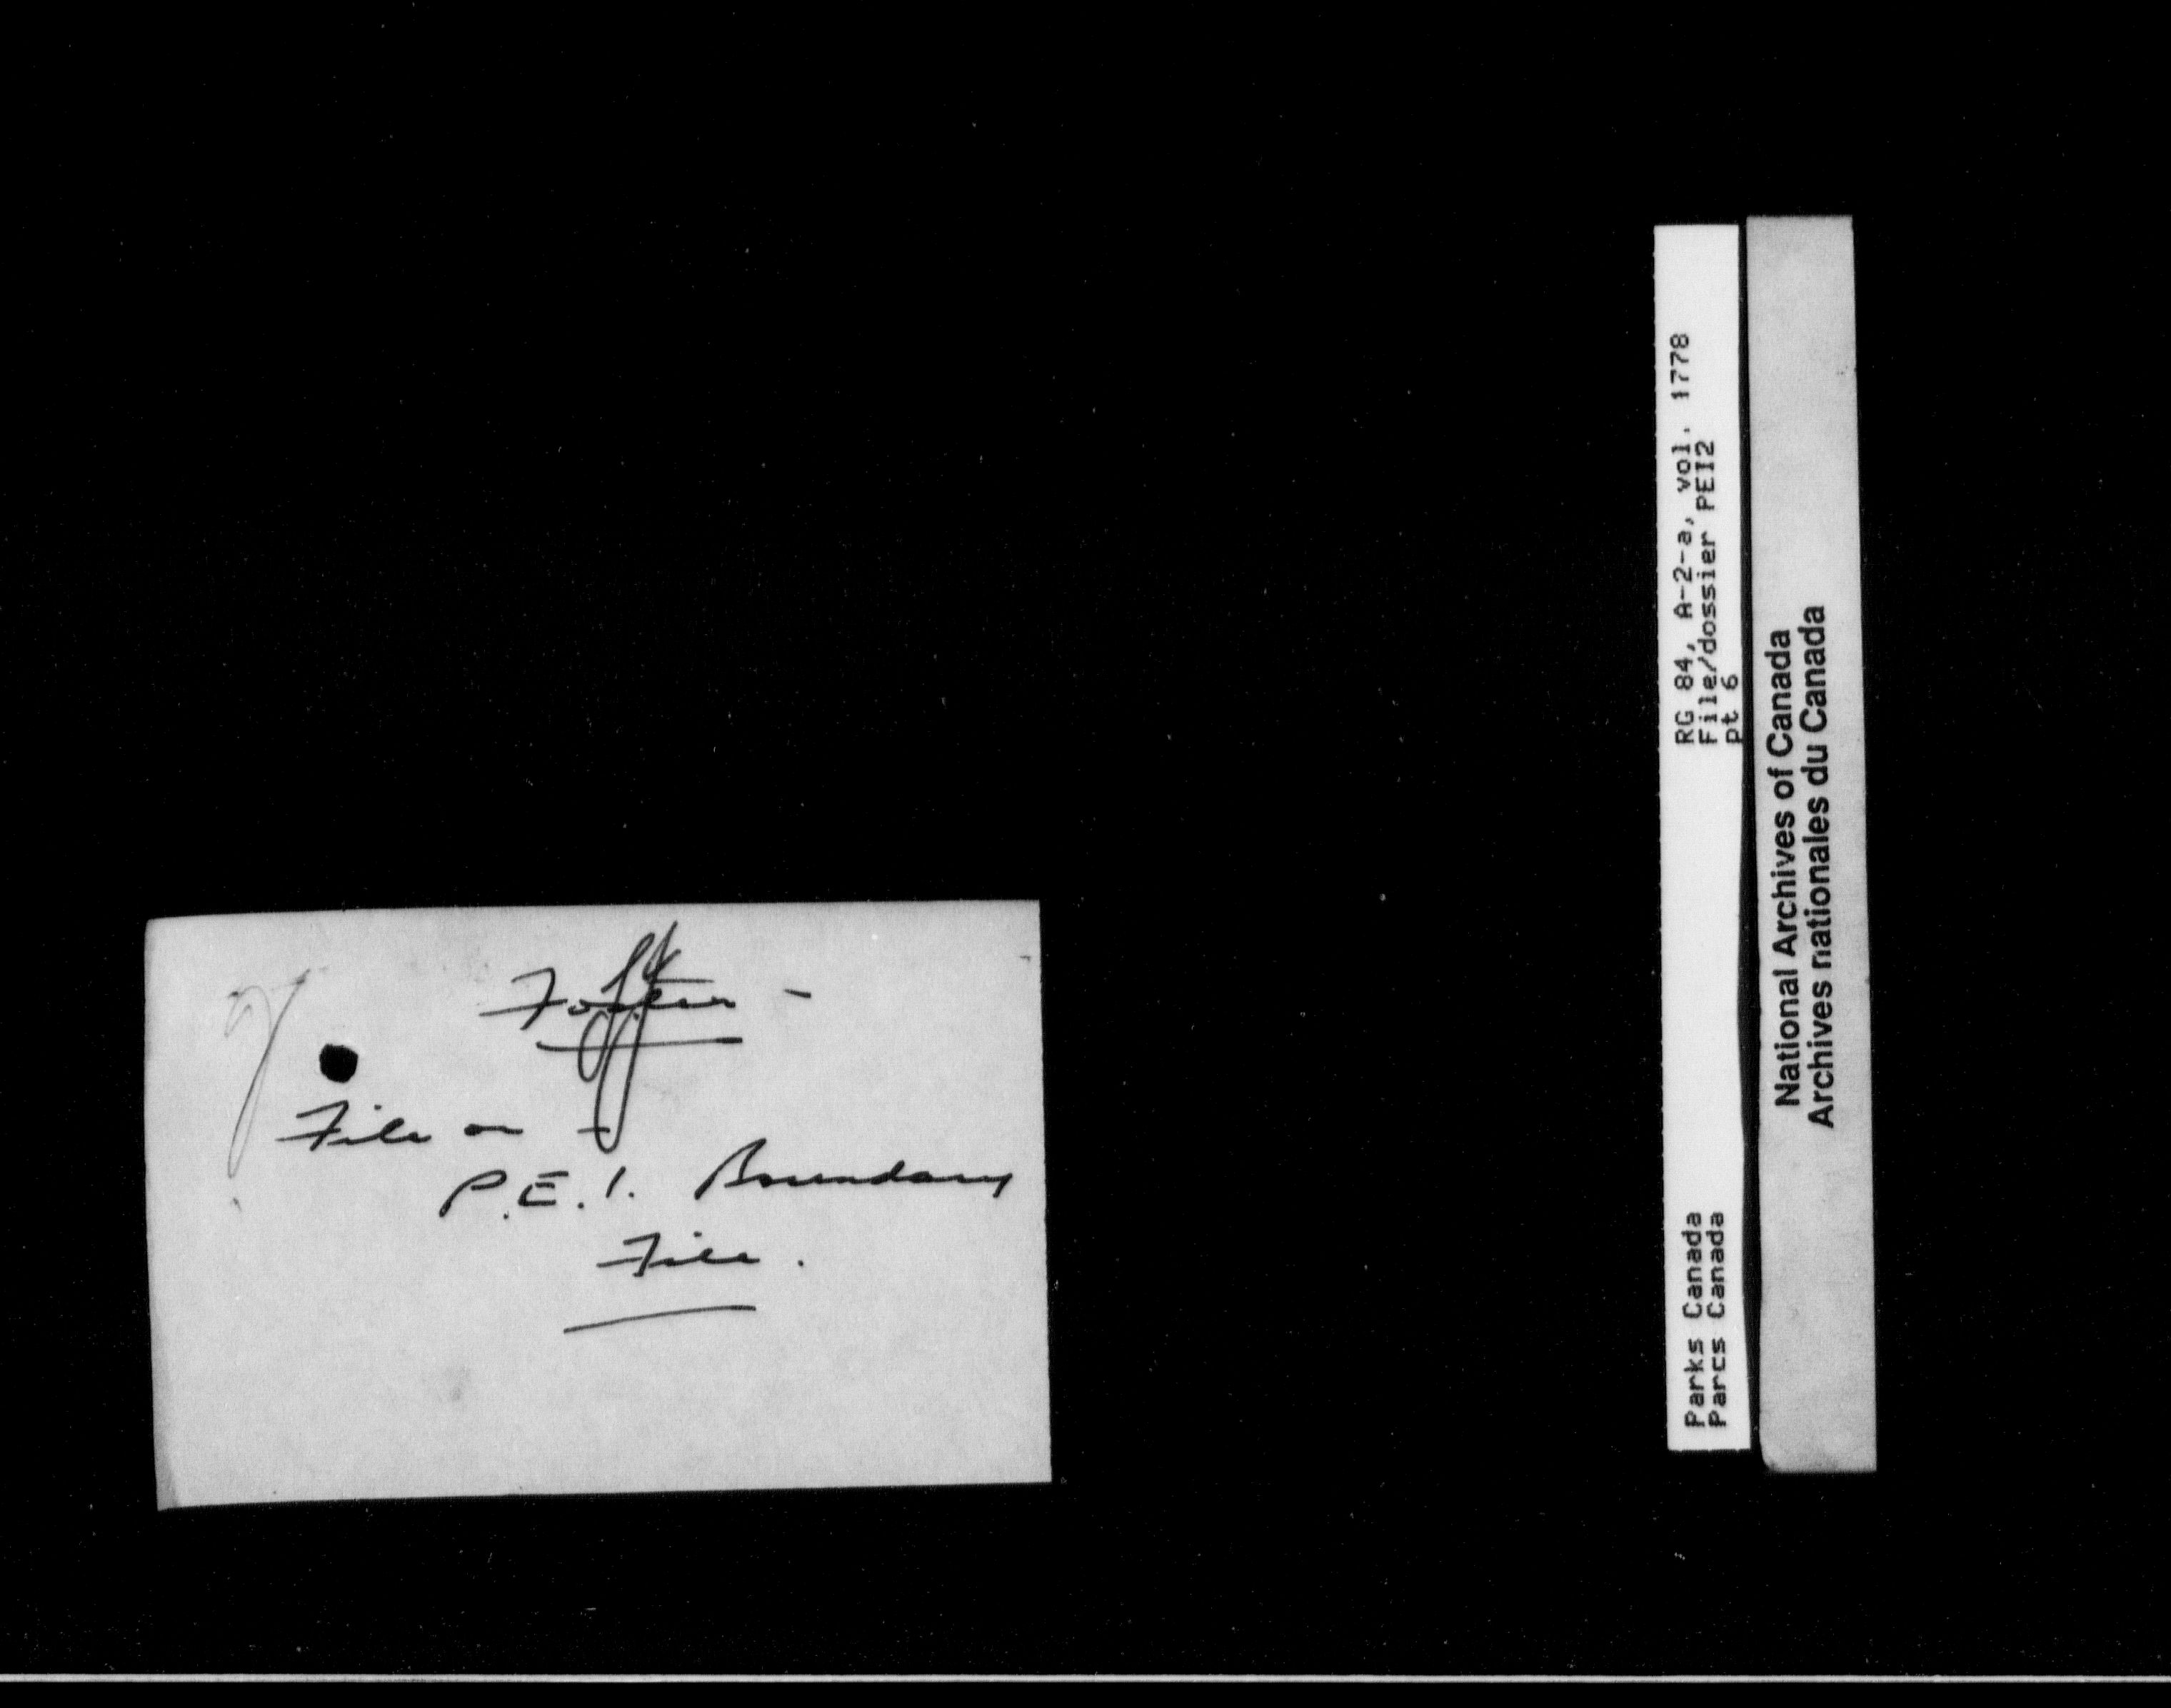 File on -
P.E.I. Boundary
File.
RG 84, A-2-a, vol. 1778
File/dossier PEI2
pt 6
Parks Canada
Parcs Canada
National Archives of Canada
Archives nationales du Canada